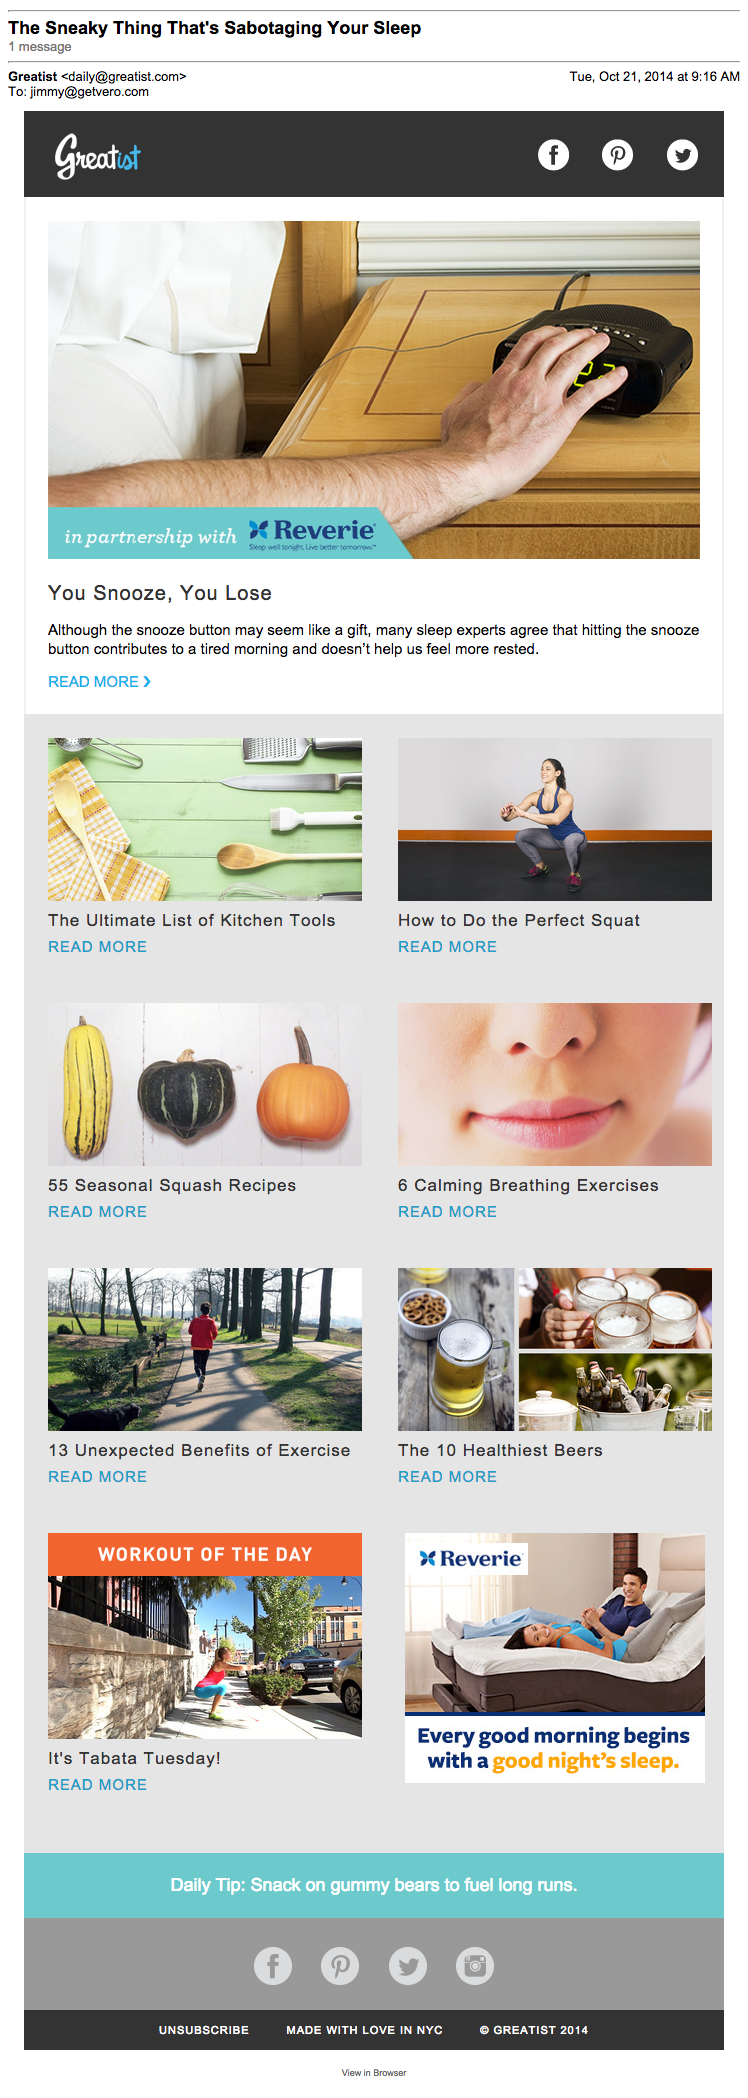 The Sneaky Thing That's Sabotaging Your Sleep
1 message
Greatist <daily@greatist.com> Tue, Oct 21, 2014 at 9:16 AM
To: jimmy@getvero.com
Greatist
in partnership with Reverie
Sleep well tonight. Live better tomorrow.™
You Snooze, You Lose
Although the snooze button may seem like a gift, many sleep experts agree that hitting the snooze
button contributes to a tired morning and doesn't help us feel more rested.
READ MORE ❯
The Ultimate List of Kitchen Tools
READ MORE
How to Do the Perfect Squat
READ MORE
55 Seasonal Squash Recipes
READ MORE
6 Calming Breathing Exercises
READ MORE
13 Unexpected Benefits of Exercise
READ MORE
The 10 Healthiest Beers
READ MORE
WORKOUT OF THE DAY
It's Tabata Tuesday!
READ MORE
Reverie
Every good morning begins
with a good night's sleep.
Daily Tip: Snack on gummy bears to fuel long runs.
UNSUBSCRIBE MADE WITH LOVE IN NYC © GREATIST 2014
View in Browser